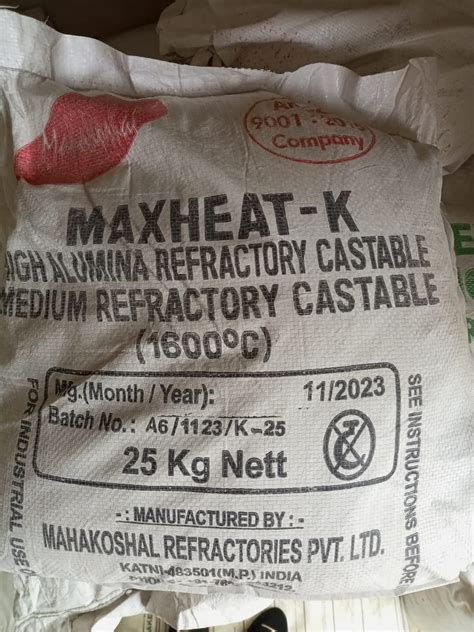 9001:
Company
MAXHEAT-K
HIGH ALUMINA REFRACTORY CASTABLE
MEDIUM REFRACTORY CASTABLE
(1600ºC)
Mg.(Month / Year): 11/2023
Batch No.: A6/1123/K-25
25 Kg Nett
FOR INDUSTRIAL USE
SEE INSTRUCTIONS BEFORE
-: MANUFACTURED BY :-
MAHAKOSHAL REFRACTORIES PVT. LTD.
KATNI-483501(M.P.) INDIA